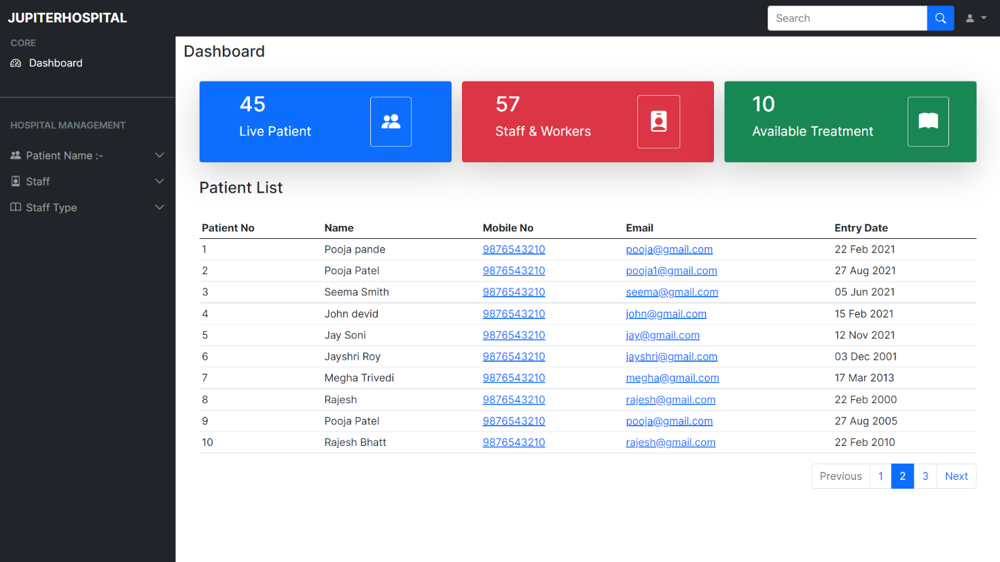 JUPITERHOSPITAL
Search
CORE
Dashboard
HOSPITAL MANAGEMENT
Patient Name :-
Staff
Staff Type
Dashboard
45
Live Patient
57
Staff & Workers
10
Available Treatment
Patient List
Patient No Name Mobile No Email Entry Date
1 Pooja pande 9876543210 pooja@gmail.com 22 Feb 2021
2 Pooja Patel 9876543210 pooja1@gmail.com 27 Aug 2021
3 Seema Smith 9876543210 seema@gmail.com 05 Jun 2021
4 John devid 9876543210 john@gmail.com 15 Feb 2021
5 Jay Soni 9876543210 jay@gmail.com 12 Nov 2021
6 Jayshri Roy 9876543210 jayshri@gmail.com 03 Dec 2001
7 Megha Trivedi 9876543210 megha@gmail.com 17 Mar 2013
8 Rajesh 9876543210 rajesh@gmail.com 22 Feb 2000
9 Pooja Patel 9876543210 pooja@gmail.com 27 Aug 2005
10 Rajesh Bhatt 9876543210 rajesh@gmail.com 22 Feb 2010
Previous 1 2 3 Next